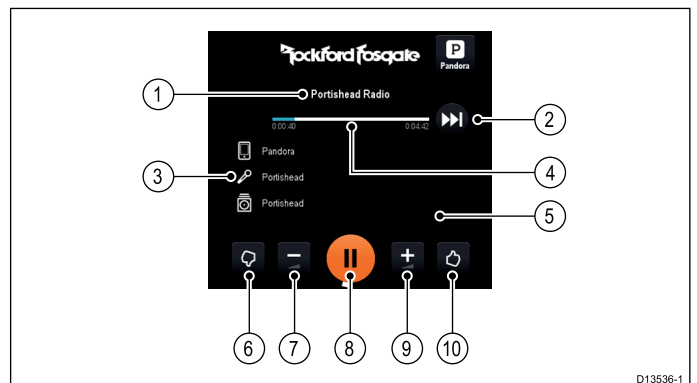 Rockford Fosgate
P
Pandora
1
Portishead Radio
2
0:00:40
0:04:42
Pandora
3
Portishead
4
Portishead
5
6
7
8
9
10
D13536-1